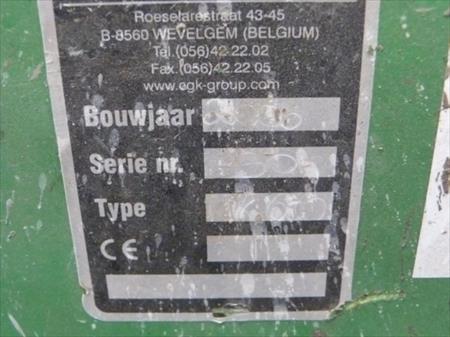 Roeselarestraat 43-45
B-8560 WEVELGEM (BELGIUM)
Tel.(056)42.22.02
Fax.(056)42.22.05
www.egk-group.com
Bouwjaar
Serie nr.
Type
CE